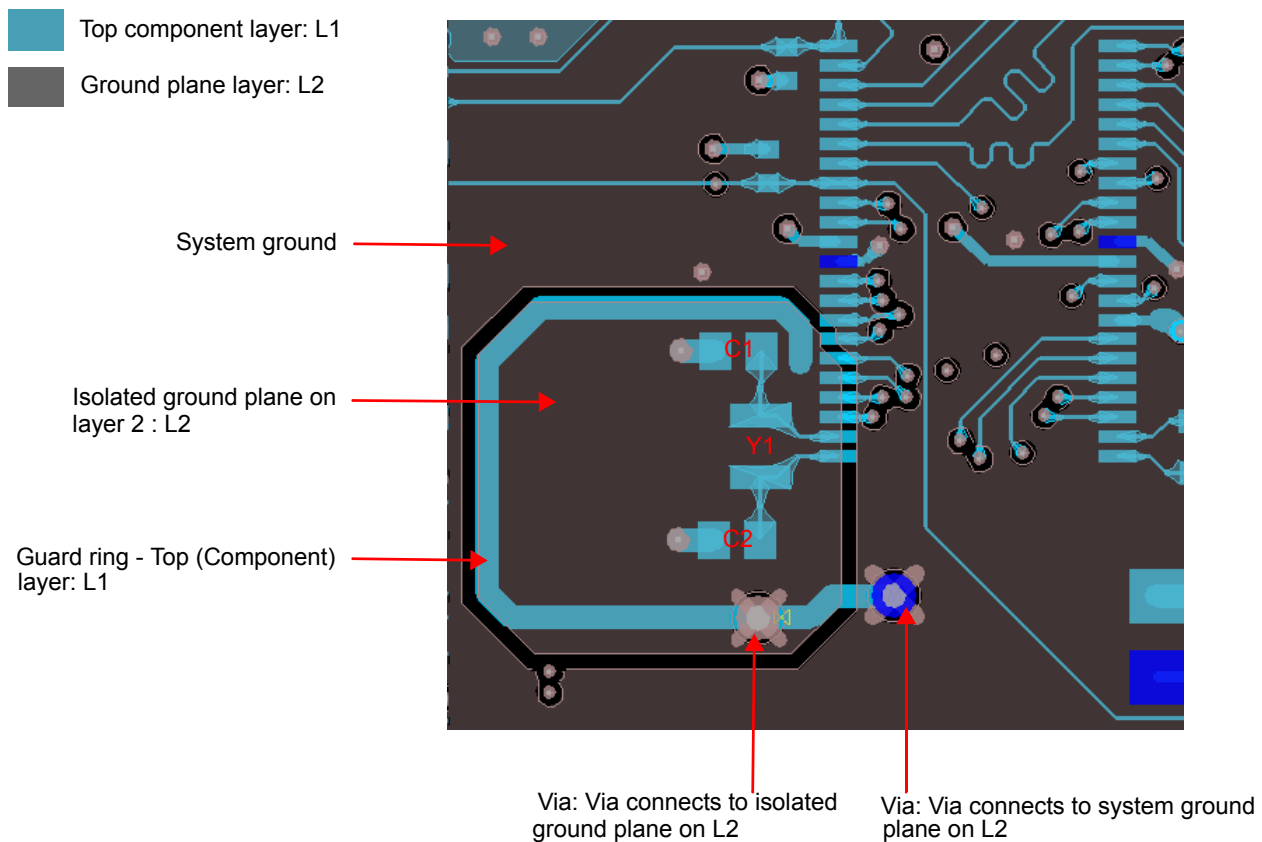 Top component layer: L1
Ground plane layer: L2
System ground
Isolated ground plane on
layer 2 : L2
C1
Y1
C2
Guard ring - Top (Component)
layer: L1
Via: Via connects to isolated
ground plane on L2
Via: Via connects to system ground
plane on L2